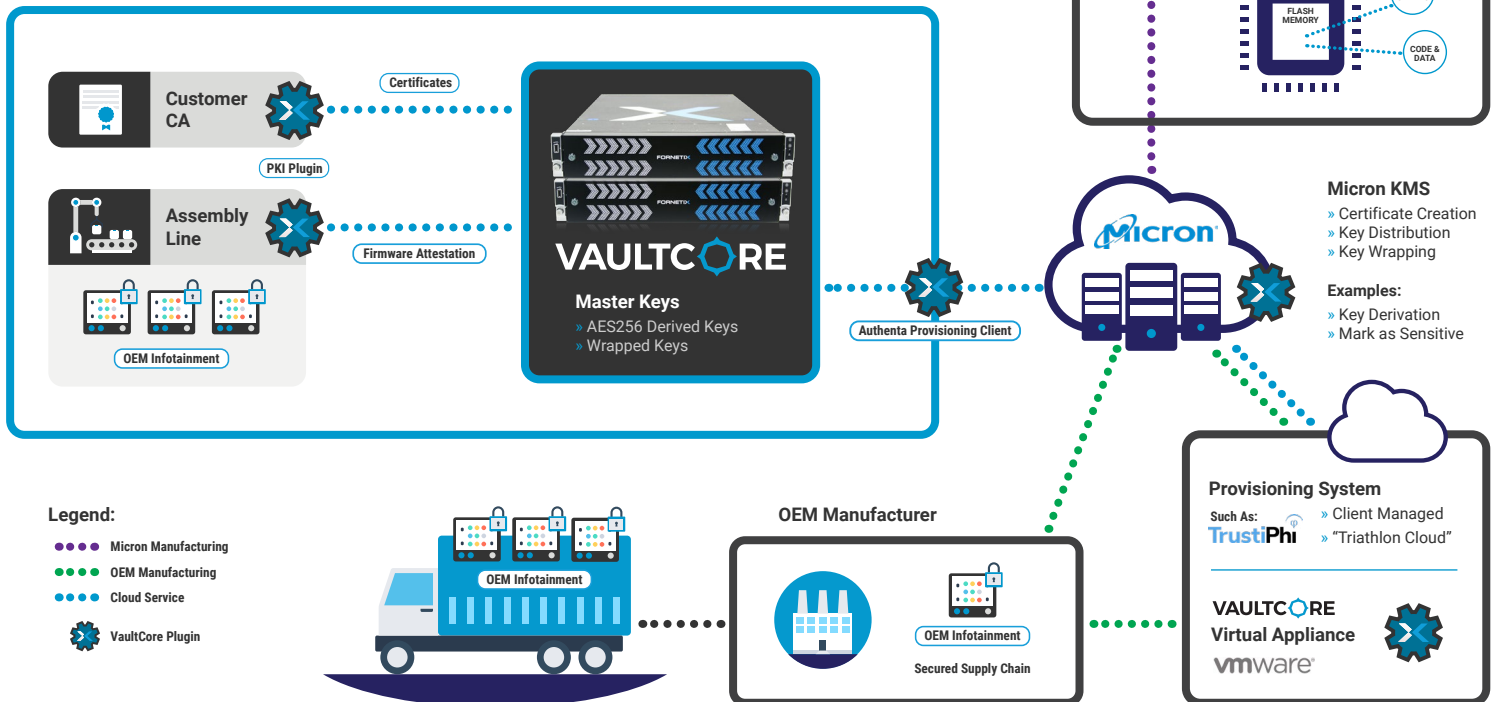 FLASH
MEMORY
CODE &
DATA
Customer
CA
Certificates
PKI Plugin
Assembly
Line
Firmware Attestation
OEM Infotainment
FORNETIX
FORNETIX
VAULTCORE
Master Keys
» AES256 Derived Keys
» Wrapped Keys
Authenta Provisioning Client
Micron
Micron KMS
» Certificate Creation
» Key Distribution
» Key Wrapping
Examples:
» Key Derivation
» Mark as Sensitive
Legend:
Micron Manufacturing
OEM Manufacturing
Cloud Service
VaultCore Plugin
OEM Infotainment
OEM Manufacturer
OEM Infotainment
Secured Supply Chain
Provisioning System
Such As:
TrustiPhi
» Client Managed
» “Triathlon Cloud”
VAULTCORE
Virtual Appliance
vmware®